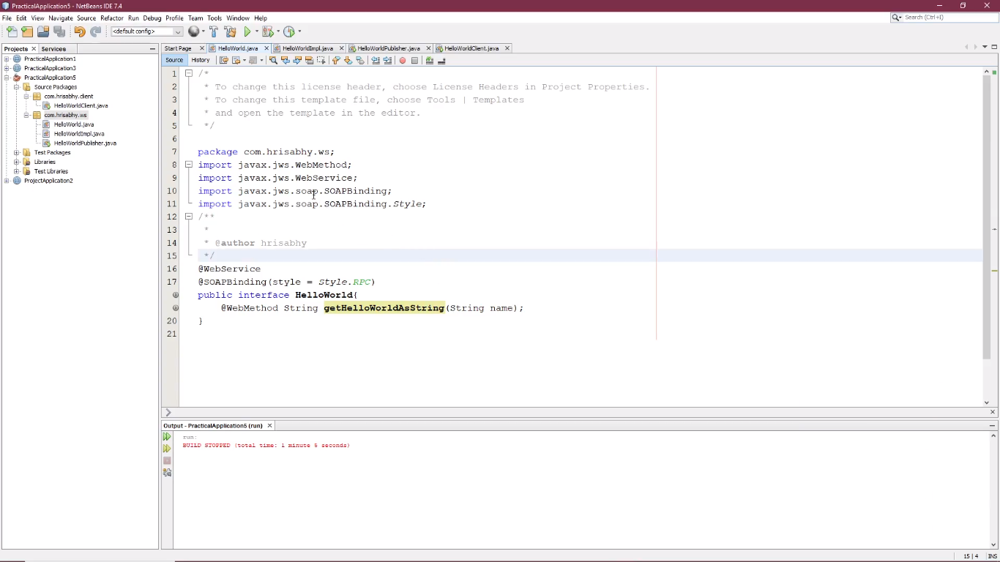 PracticalApplication5 - NetBeans IDE 7.4
File Edit View Navigate Source Refactor Run Debug Profile Team Tools Window Help
Search (Ctrl+I)
<default config>
Projects Services
PracticalApplication1
PracticalApplication3
PracticalApplication5
Source Packages
com.hrisabhy.client
HelloWorldClient.java
com.hrisabhy.ws
HelloWorld.java
HelloWorldImpl.java
HelloWorldPublisher.java
Test Packages
Libraries
Test Libraries
ProjectApplication2
Start Page HelloWorld.java HelloWorldImpl.java HelloWorldPublisher.java HelloWorldClient.java
Source History
1 /*
2 * To change this license header, choose License Headers in Project Properties.
3 * To change this template file, choose Tools | Templates
4 * and open the template in the editor.
5 */
6
7 package com.hrisabhy.ws;
8 import javax.jws.WebMethod;
9 import javax.jws.WebService;
10 import javax.jws.soap.SOAPBinding;
11 import javax.jws.soap.SOAPBinding.Style;
12 /**
13 *
14 * @author hrisabhy
15 */
16 @WebService
17 @SOAPBinding(style = Style.RPC)
public interface HelloWorld{
@WebMethod String getHelloWorldAsString(String name);
20 }
21
Output - PracticalApplication5 (run)
run:
BUILD STOPPED (total time: 1 minute 5 seconds)
15 | 4 INS